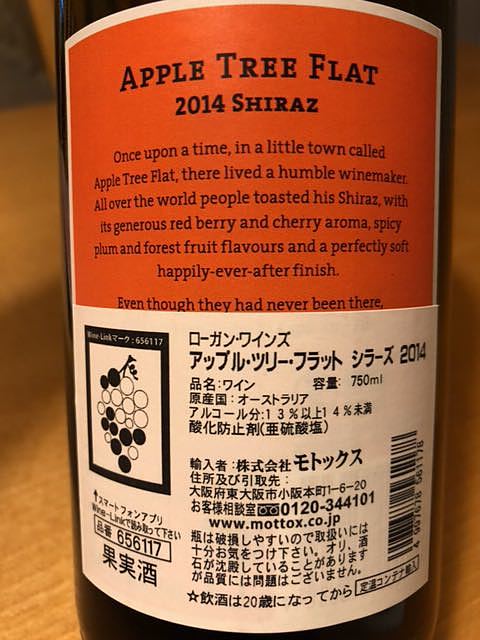 APPLE TREE FLAT
2014 SHIRAZ
Once upon a time, in a little town called
Apple Tree Flat, there lived a humble winemaker.
All over the world people toasted his Shiraz, with
its generous red berry and cherry aroma, spicy
plum and forest fruit flavours and a perfectly soft
happily-ever-after finish.
Even though they had never been there,
Wine Linkマーク:656117
ローガン・ワインズ
アップル・ツリー・フラット シラーズ 2014
品名:ワイン 容量: 750ml
原産国:オーストラリア
アルコール分:13%以上14%未満
酸化防止剤(亜硫酸塩)
輸入者:株式会社 モトックス
住所及び引取先:
大阪府東大阪市小阪本町1-6-20
お客様相談室 0120-344101
www.mottox.co.jp
瓶は破損しやすので取扱いには
十分お気をつけ下さい。オリ、酒
石が沈殿していることがあります
が品質には問題はございません。
☆飲酒は20歳になってから
定温コンテナ輸入
↑スマートフォンアプリ
Wine-Linkで読み取って下さい
品番 656117
果実酒
4 997678 561178